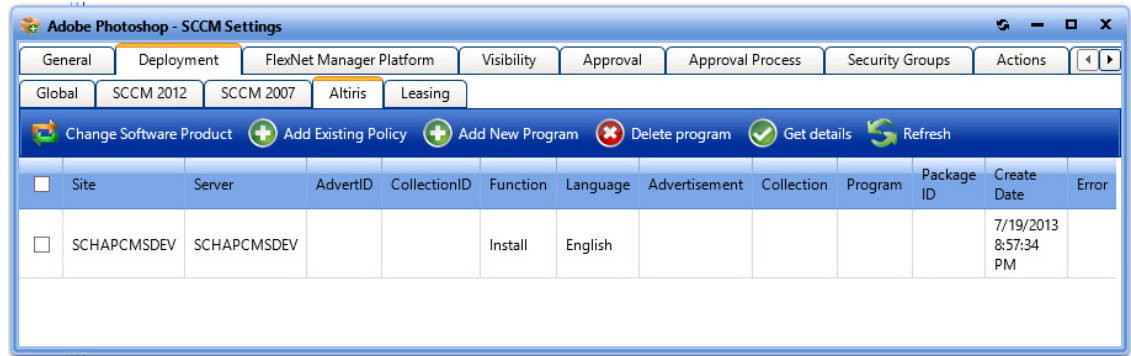 Adobe Photoshop - SCCM Settings
General Deployment FlexNet Manager Platform Visibility Approval Approval Process Security Groups Actions
Global SCCM 2012 SCCM 2007 Altiris Leasing
Change Software Product Add Existing Policy Add New Program Delete program Get details Refresh
Site Server AdvertID CollectionID Function Language Advertisement Collection Program Package ID Create Date Error
SCHAPCMSDEV SCHAPCMSDEV Install English 7/19/2013 8:57:34 PM